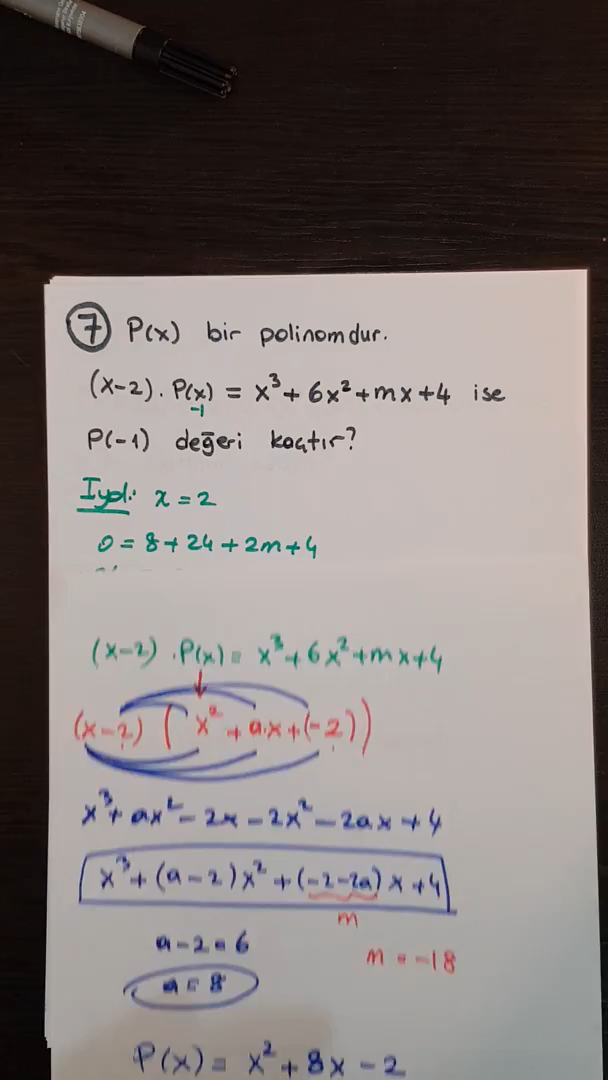 7 P(x) bir polinomdur.
(x-2). P(x) = x³+ 6x²+mx+4 ise
-1
P(-1) değeri kaçtır?
I.yol: x = 2
0 = 8+24+2m+4
(x-2).P(x)= x³+6x²+mx+4
(x-2) ( x² + a.x+(-2))
x³+ax²-2x-2x²-2ax+4
x³+(a-2)x²+(-2-2a)x+4
m
a-2=6
m = -18
a= 8
P(x)= x²+8x-2